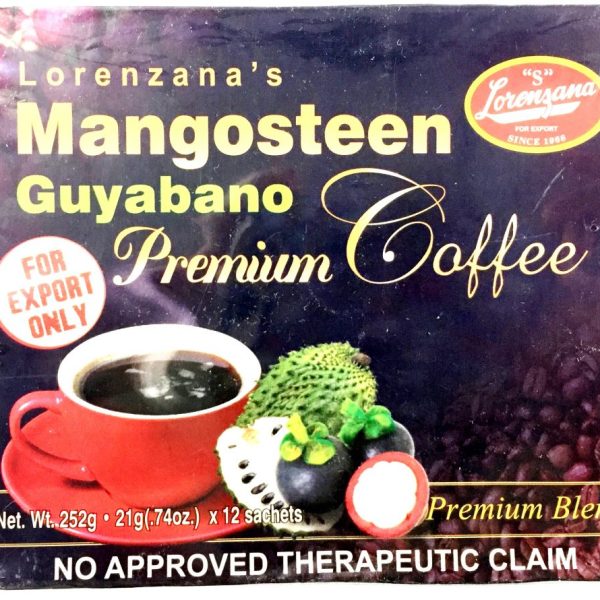 Lorenzana's
"S"
Lorenzana
FOR EXPORT
SINCE 1966
Mangosteen
Guyabano
Premium Coffee
FOR
EXPORT
ONLY
Net. Wt. 252g • 21g(.74oz.) x 12 sachets
Premium Blen
NO APPROVED THERAPEUTIC CLAIM